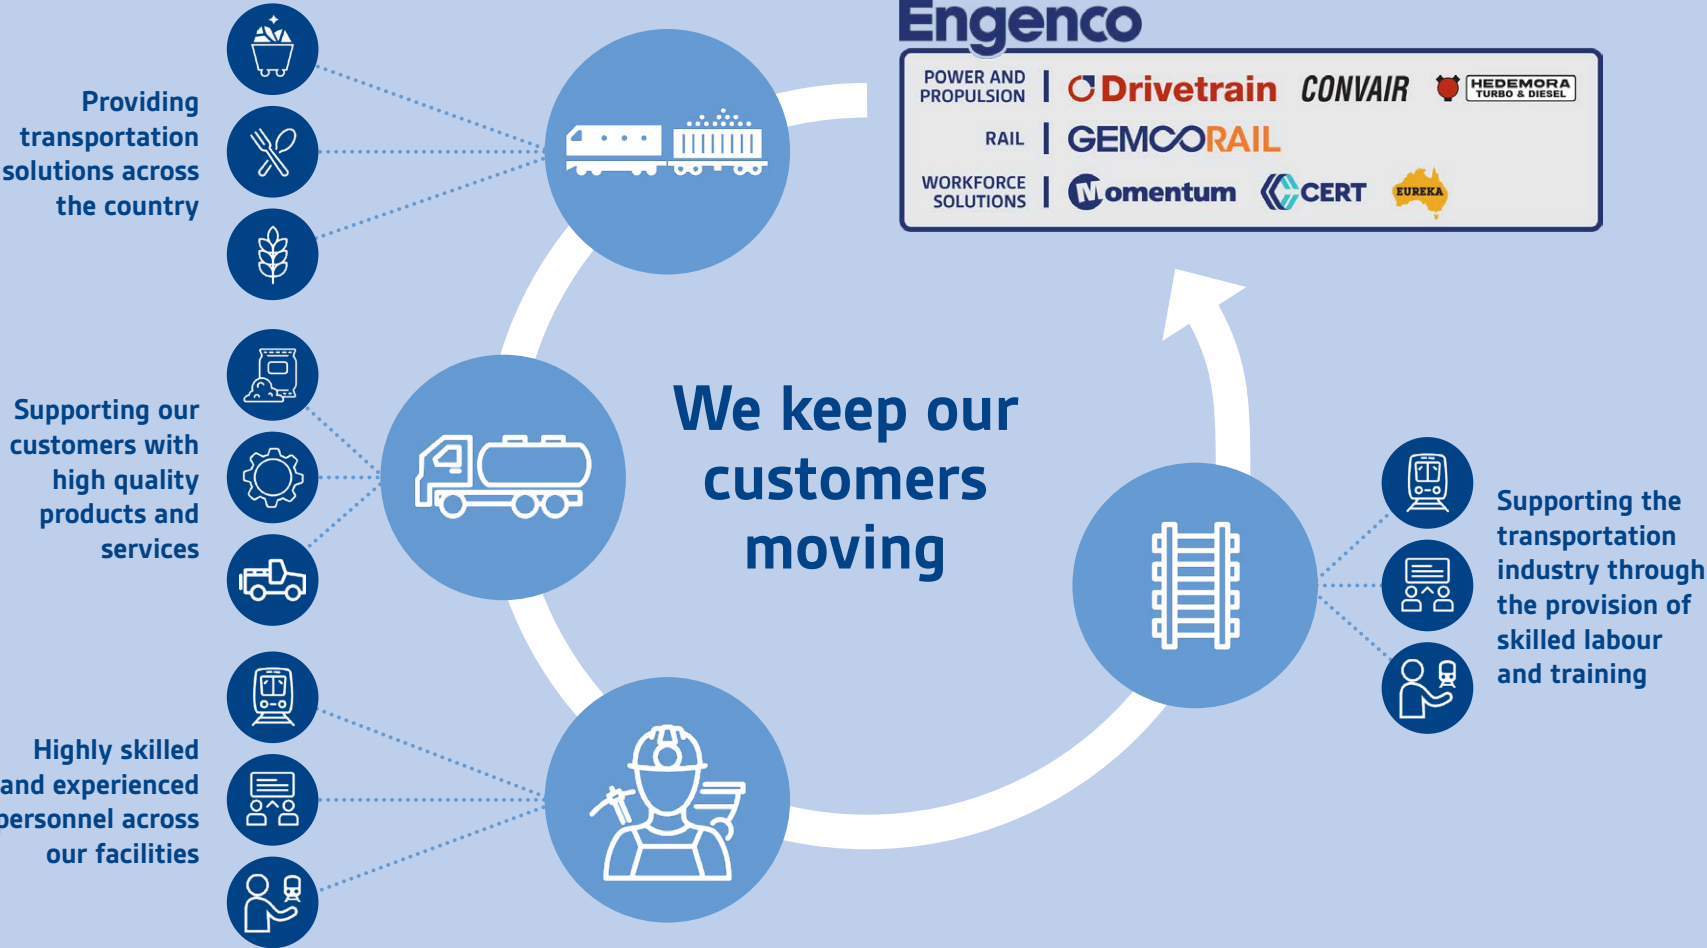 Engenco
POWER AND
PROPULSION
Drivetrain
CONVAIR
HEDEMORA
TURBO & DIESEL
RAIL
GEMCORAIL
WORKFORCE
SOLUTIONS
Momentum
CERT
EUREKA
Providing
transportation
solutions across
the country
Supporting our
customers with
high quality
products and
services
Highly skilled
and experienced
personnel across
our facilities
We keep our
customers
moving
Supporting the
transportation
industry through
the provision of
skilled labour
and training